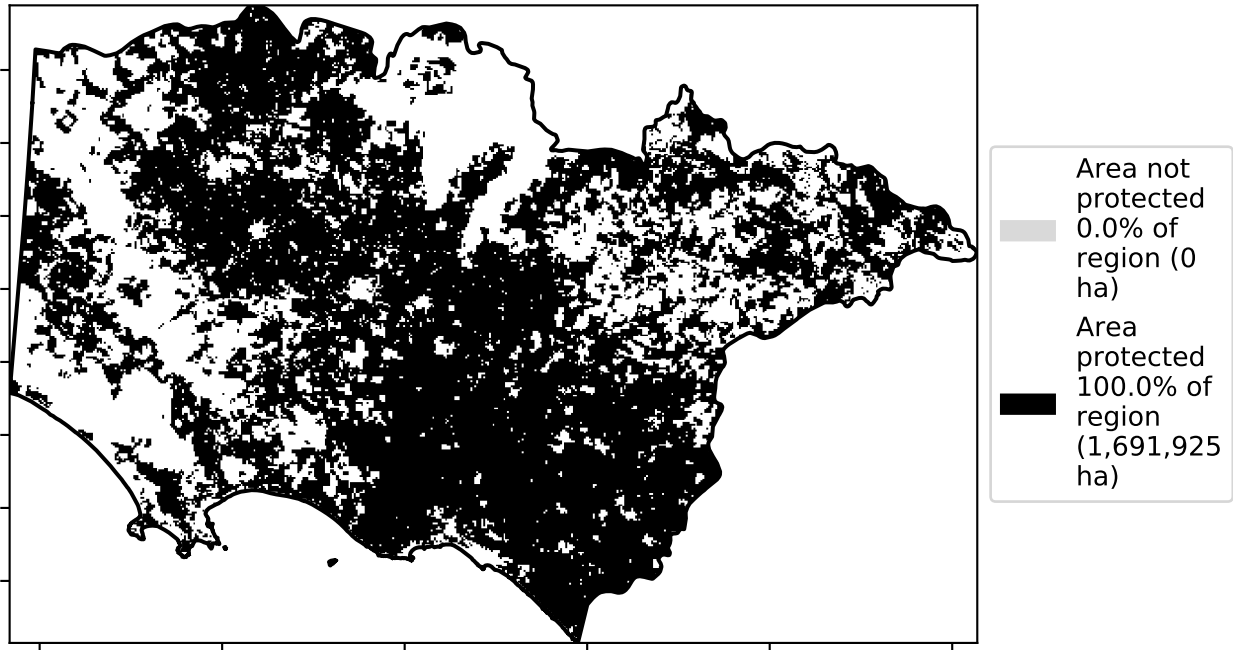 Area not
protected
0.0% of
region (0
ha)
Area
protected
100.0% of
region
(1,691,925
ha)